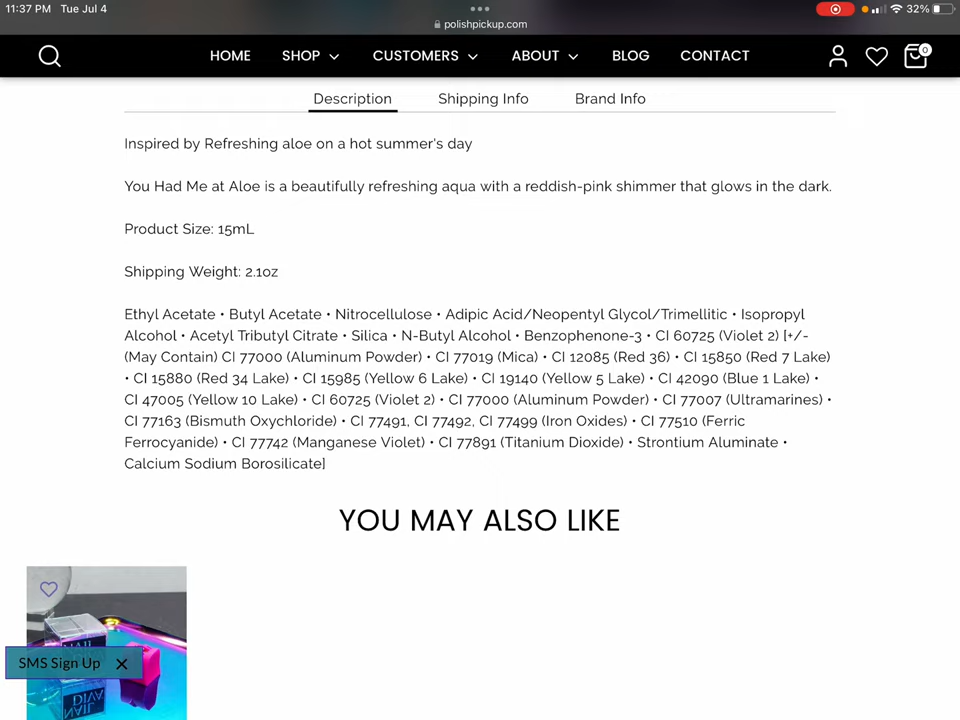 11:37 PM Tue Jul 4
32%
polishpickup.com
HOME SHOP CUSTOMERS ABOUT BLOG CONTACT
0
Description Shipping Info Brand Info
Inspired by Refreshing aloe on a hot summer's day
You Had Me at Aloe is a beautifully refreshing aqua with a reddish-pink shimmer that glows in the dark.
Product Size: 15mL
Shipping Weight: 2.1oz
Ethyl Acetate • Butyl Acetate • Nitrocellulose • Adipic Acid/Neopentyl Glycol/Trimellitic • Isopropyl
Alcohol • Acetyl Tributyl Citrate • Silica • N-Butyl Alcohol • Benzophenone-3 • CI 60725 (Violet 2) [+/-
(May Contain) CI 77000 (Aluminum Powder) • CI 77019 (Mica) • CI 12085 (Red 36) • CI 15850 (Red 7 Lake)
• CI 15880 (Red 34 Lake) • CI 15985 (Yellow 6 Lake) • CI 19140 (Yellow 5 Lake) • CI 42090 (Blue 1 Lake) •
CI 47005 (Yellow 10 Lake) • CI 60725 (Violet 2) • CI 77000 (Aluminum Powder) • CI 77007 (Ultramarines) •
CI 77163 (Bismuth Oxychloride) • CI 77491, CI 77492, CI 77499 (Iron Oxides) • CI 77510 (Ferric
Ferrocyanide) • CI 77742 (Manganese Violet) • CI 77891 (Titanium Dioxide) • Strontium Aluminate •
Calcium Sodium Borosilicate]
YOU MAY ALSO LIKE
NAIL
SMS Sign Up ×
DIVA
NAIL